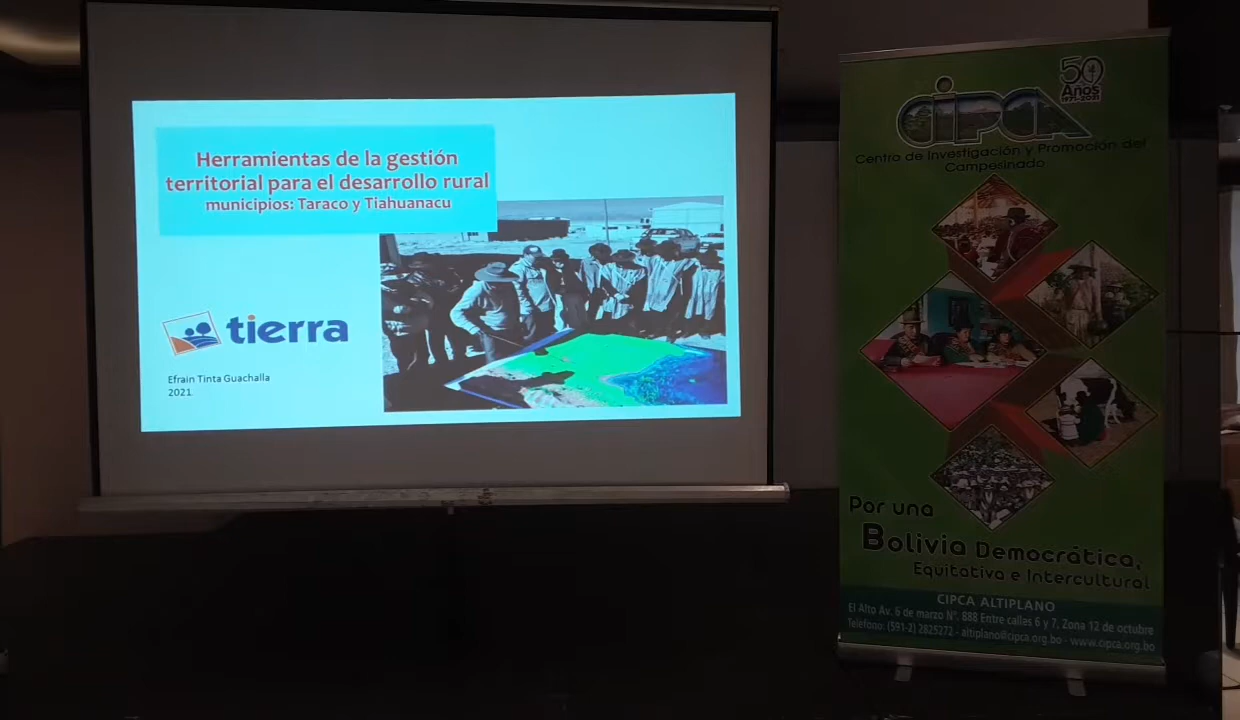 Herramientas de la gestión
territorial para el desarrollo rural
municipios: Taraco y Tiahuanacu
tierra
Efrain Tinta Guachalla
2021.
50
Años
1971-2021
CIPCA
Centro de Investigación y Promoción del
Campesinado
Por una
Bolivia Democrática,
Equitativa e Intercultural
CIPCA ALTIPLANO
El Alto Av. 6 de marzo N°. 888 Entre calles 6 y 7, Zona 12 de octubre
Telefono: (591-2) 2825272 - altiplano@cipca.org.bo - www.cipca.org.bo